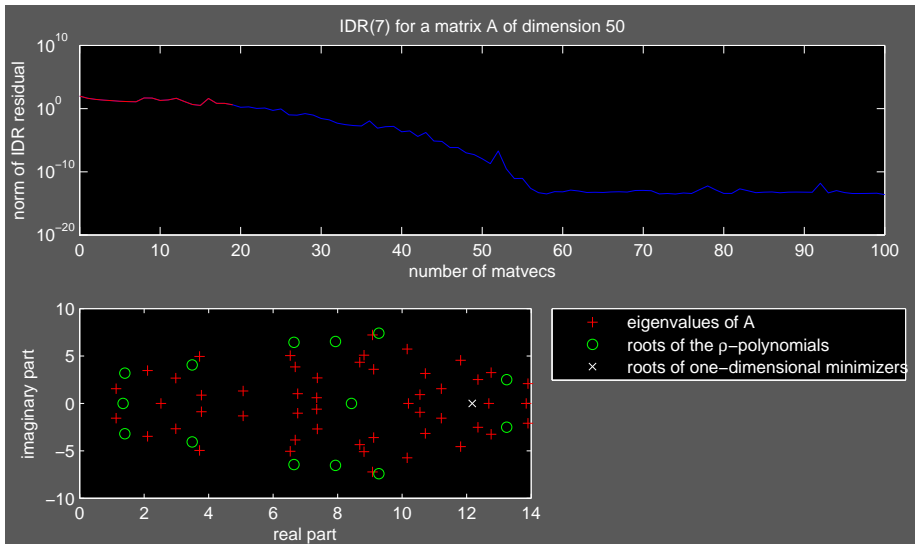 IDR(7) for a matrix A of dimension 50
norm of IDR residual
10^10
10^0
10^−10
10^−20
0 10 20 30 40 50 60 70 80 90 100
number of matvecs
imaginary part
10
5
0
−5
−10
0 2 4 6 8 10 12 14
real part
eigenvalues of A
roots of the ρ−polynomials
roots of one−dimensional minimizers